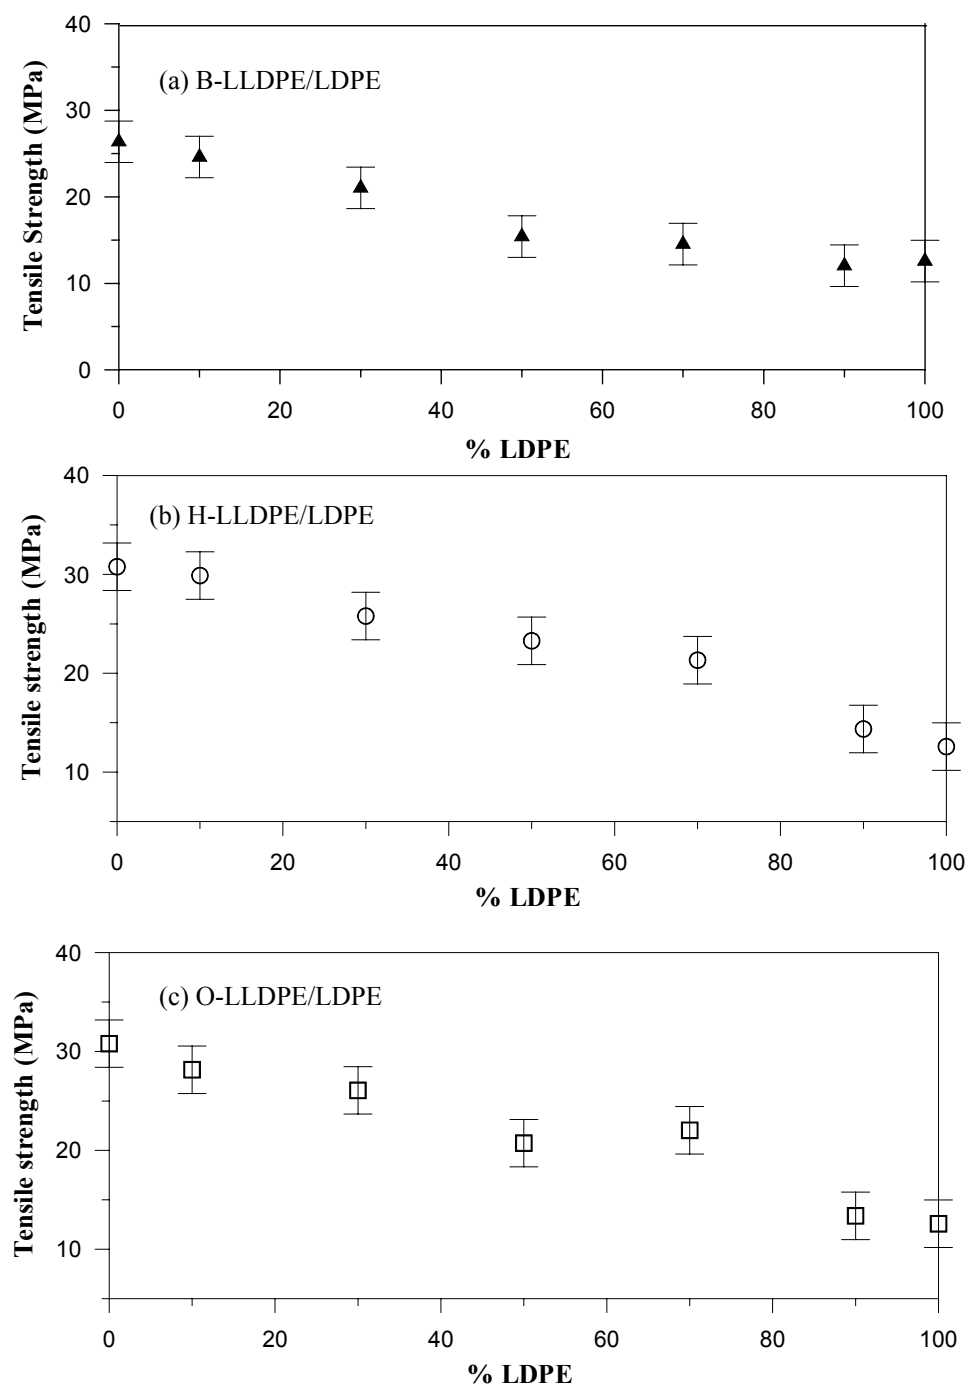 40
(a) B-LLDPE/LDPE
30
20
10
0
Tensile Strength (MPa)
0 20 40 60 80 100
% LDPE
40
(b) H-LLDPE/LDPE
30
20
10
Tensile strength (MPa)
0 20 40 60 80 100
% LDPE
40
(c) O-LLDPE/LDPE
30
20
10
Tensile strength (MPa)
0 20 40 60 80 100
% LDPE